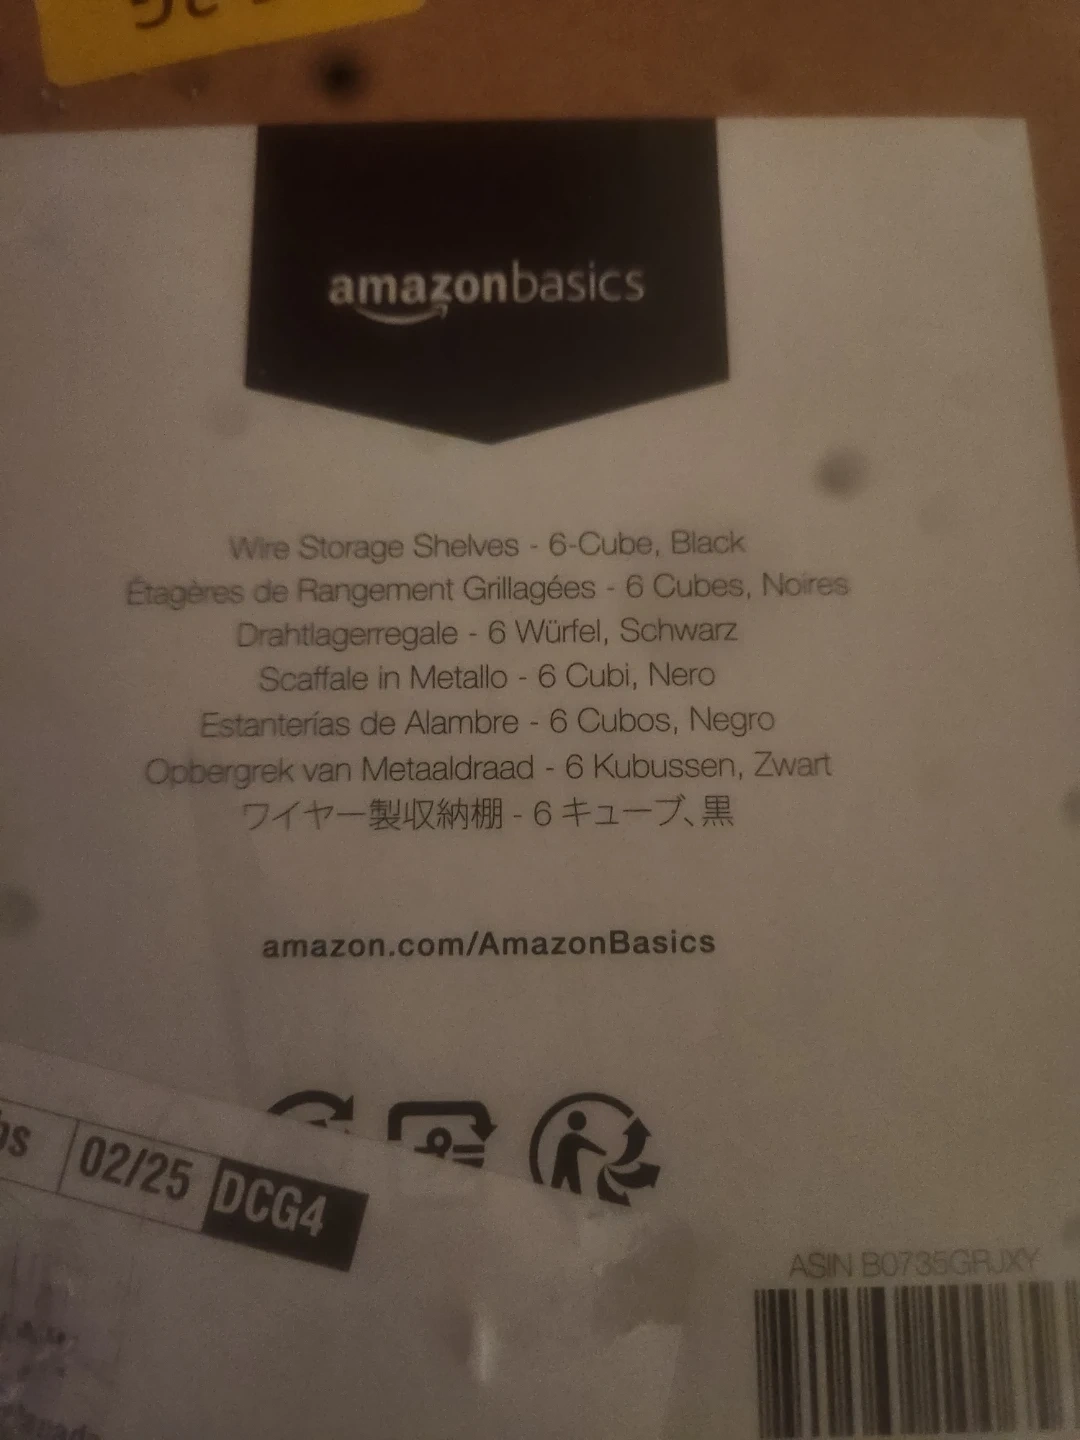 amazonbasics
Wire Storage Shelves - 6-Cube, Black
Étagères de Rangement Grillagées - 6 Cubes, Noires
Drahtlagerregale - 6 Würfel, Schwarz
Scaffale in Metallo - 6 Cubi, Nero
Estanterías de Alambre - 6 Cubos, Negro
Opbergrek van Metaaldraad - 6 Kubussen, Zwart
ワイヤー製収納棚 - 6 キューブ、黒
amazon.com/AmazonBasics
02/25 DCG4
ASIN B0735GRJXY